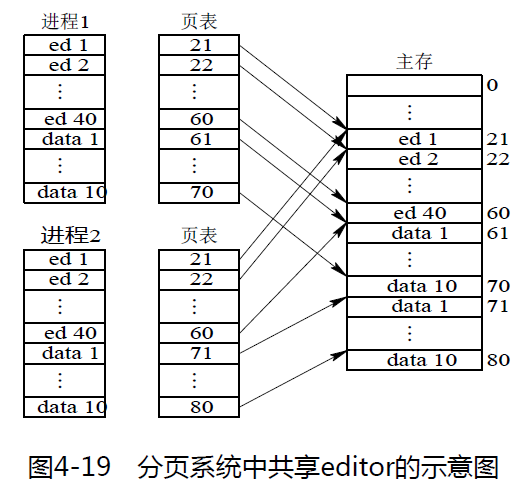 进程1
ed 1
ed 2
⋮
ed 40
data 1
⋮
data 10
页表
21
22
⋮
60
61
⋮
70
进程2
ed 1
ed 2
⋮
ed 40
data 1
⋮
data 10
页表
21
22
⋮
60
71
⋮
80
主存
0
⋮
ed 1 21
ed 2 22
⋮
ed 40 60
data 1 61
⋮
data 10 70
data 1 71
⋮
data 10 80
图4-19 分页系统中共享editor的示意图